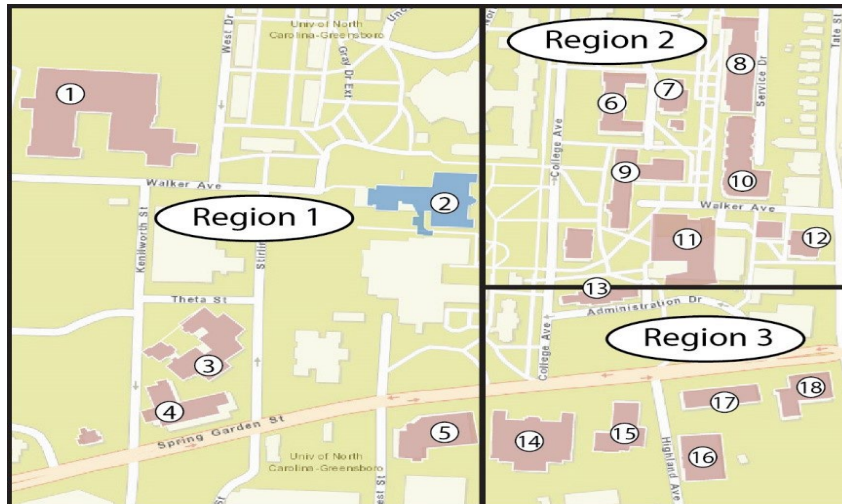 Univ of North
Carolina-Greensboro
West Dr
Gray Dr Ext
Region 2
Service Dr
Tate St
1
6
7
8
College Ave
9
10
Walker Ave
2
Region 1
Walker Ave
Kenilworth St
11
12
Theta St
13
Administration Dr
Region 3
College Ave
3
4
Spring Garden St
5
14
15
16
17
18
Highland Ave
Univ of North
Carolina-Greensboro